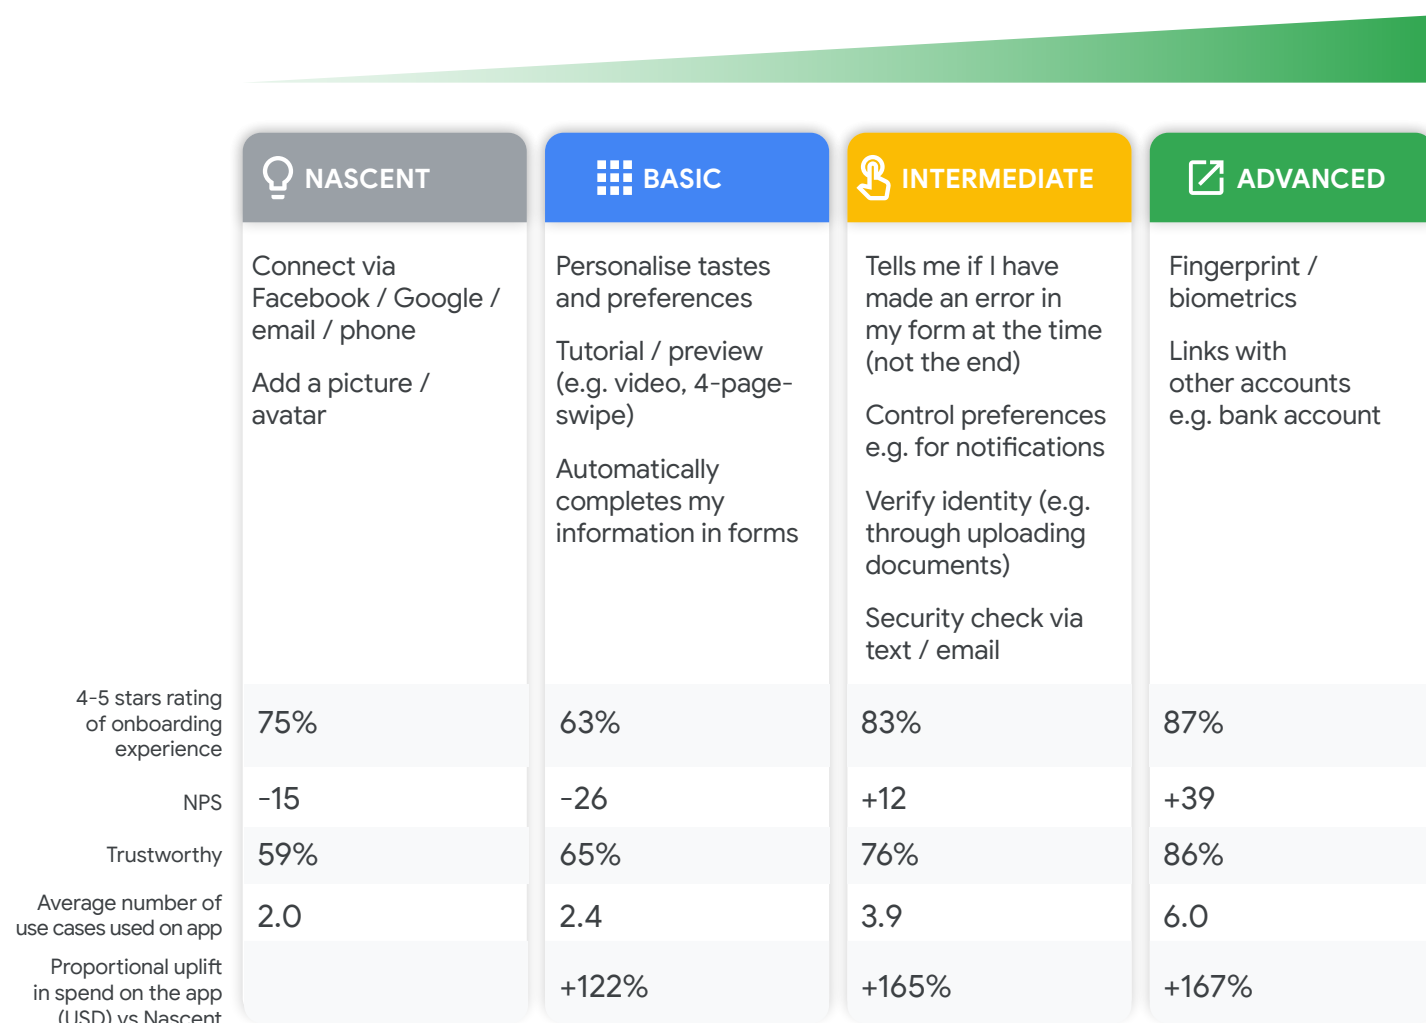 NASCENT
Connect via
Facebook / Google /
email / phone
Add a picture /
avatar
BASIC
Personalise tastes
and preferences
Tutorial / preview
(e.g. video, 4-page-
swipe)
Automatically
completes my
information in forms
INTERMEDIATE
Tells me if I have
made an error in
my form at the time
(not the end)
Control preferences
e.g. for notifications
Verify identity (e.g.
through uploading
documents)
Security check via
text / email
ADVANCED
Fingerprint /
biometrics
Links with
other accounts
e.g. bank account
4-5 stars rating
of onboarding
experience
75%
63%
83%
87%
NPS
-15
-26
+12
+39
Trustworthy
59%
65%
76%
86%
Average number of
use cases used on app
2.0
2.4
3.9
6.0
Proportional uplift
in spend on the app
(USD) vs Nascent
+122%
+165%
+167%